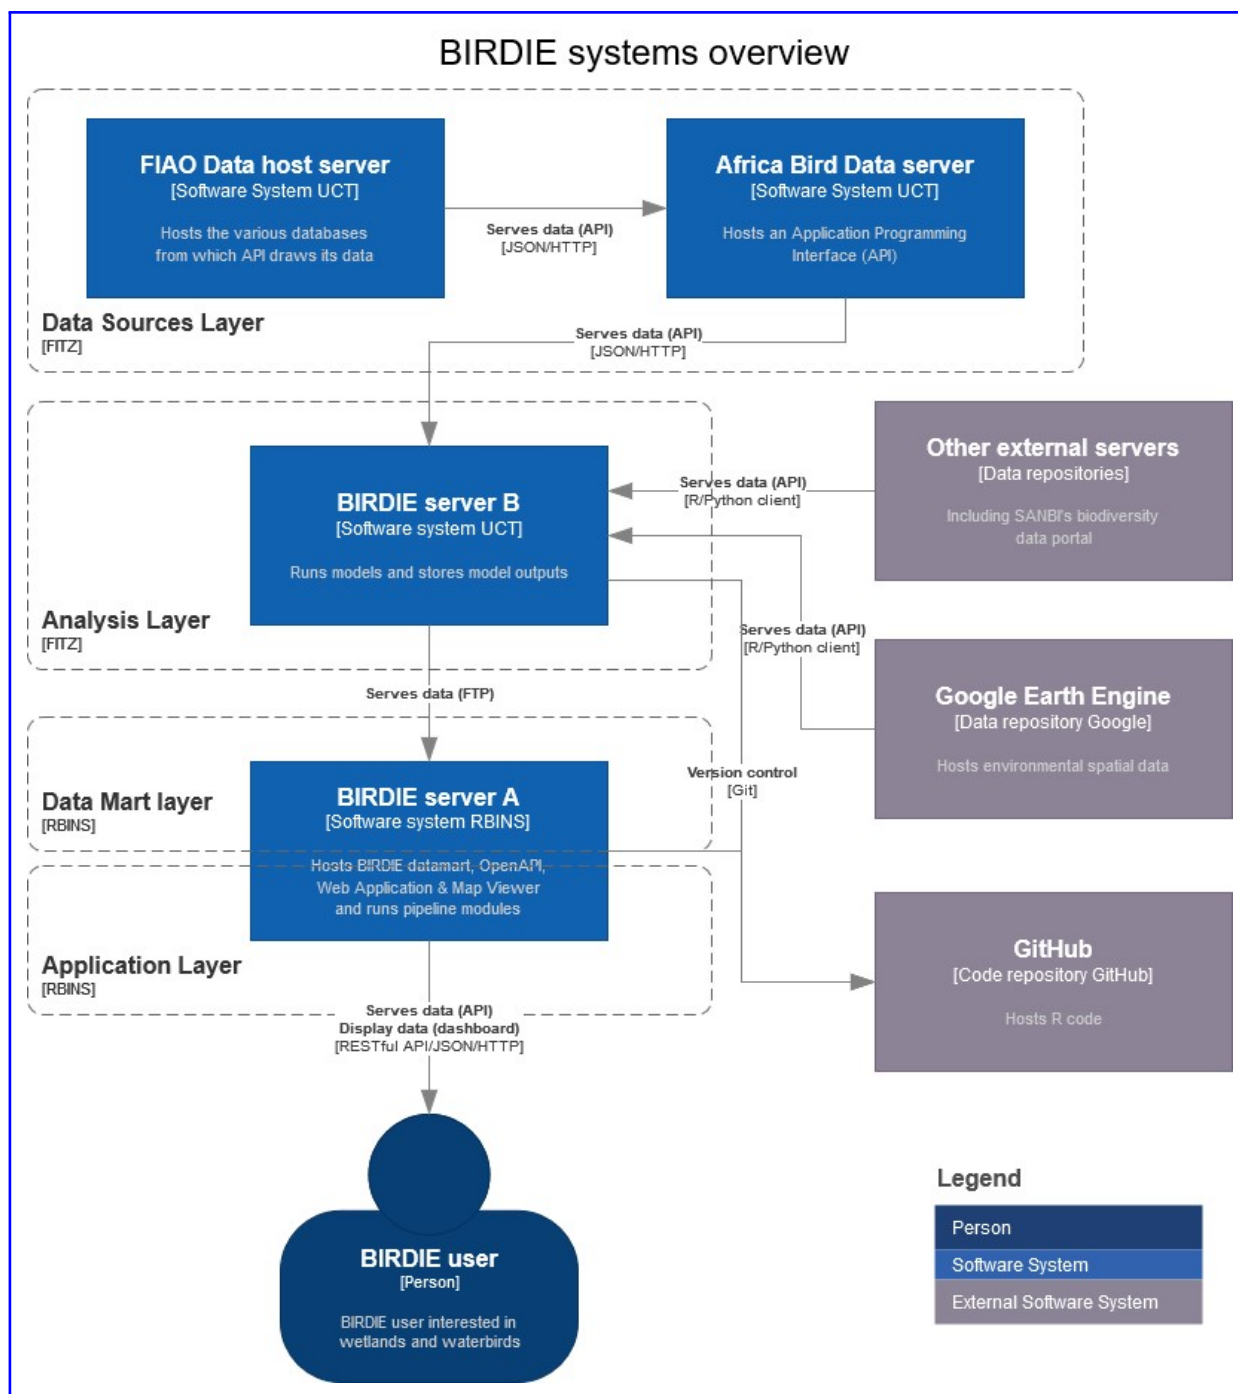 BIRDIE systems overview
FIAO Data host server
[Software System UCT]
Hosts the various databases
from which API draws its data
Serves data (API)
[JSON/HTTP]
Africa Bird Data server
[Software System UCT]
Hosts an Application Programming
Interface (API)
Data Sources Layer
[FITZ]
Serves data (API)
[JSON/HTTP]
BIRDIE server B
[Software system UCT]
Runs models and stores model outputs
Analysis Layer
[FITZ]
Serves data (API)
[R/Python client]
Other external servers
[Data repositories]
Including SANBI's biodiversity
data portal
Serves data (API)
[R/Python client]
Google Earth Engine
[Data repository Google]
Hosts environmental spatial data
Serves data (FTP)
Data Mart layer
[RBINS]
BIRDIE server A
[Software system RBINS]
Hosts BIRDIE datamart, OpenAPI,
Web Application & Map Viewer
and runs pipeline modules
Version control
[Git]
Application Layer
[RBINS]
GitHub
[Code repository GitHub]
Hosts R code
Serves data (API)
Display data (dashboard)
[RESTful API/JSON/HTTP]
BIRDIE user
[Person]
BIRDIE user interested in
wetlands and waterbirds
Legend
Person
Software System
External Software System